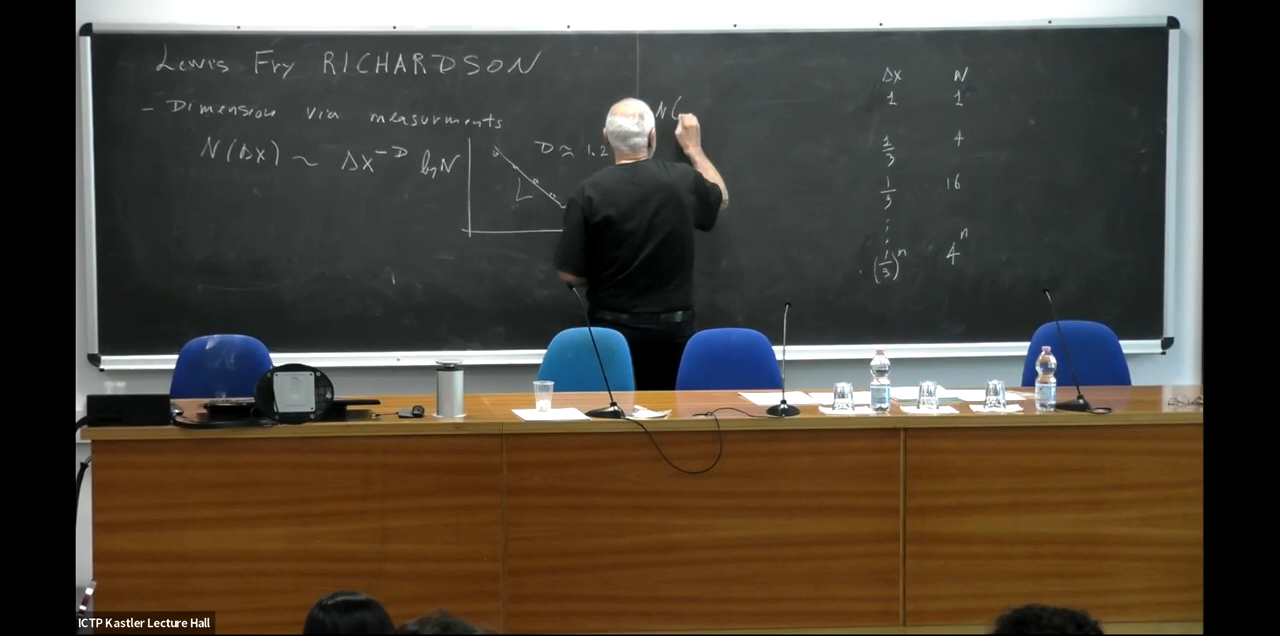 Lewis Fry RICHARDSON
- Dimension via measurments
N(Δx) ~ Δx^-D
log N
D ≈ 1.2
N(
Δx N
1 1
1/3 4
1/3 16
⋮
(1/3)^n 4^n
ICTP Kastler Lecture Hall